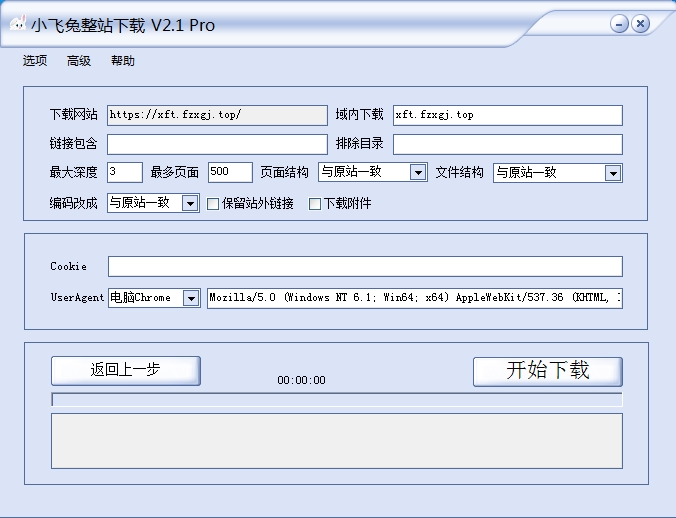 小飞兔整站下载 V2.1 Pro
选项 高级 帮助
下载网站 https://xft.fzxgj.top/ 域内下载 xft.fzxgj.top
链接包含 排除目录
最大深度 3 最多页面 500 页面结构 与原站一致 文件结构 与原站一致
编码改成 与原站一致 保留站外链接 下载附件
Cookie
UserAgent 电脑Chrome Mozilla/5.0 (Windows NT 6.1; Win64; x64) AppleWebKit/537.36 (KHTML,
返回上一步 00:00:00 开始下载